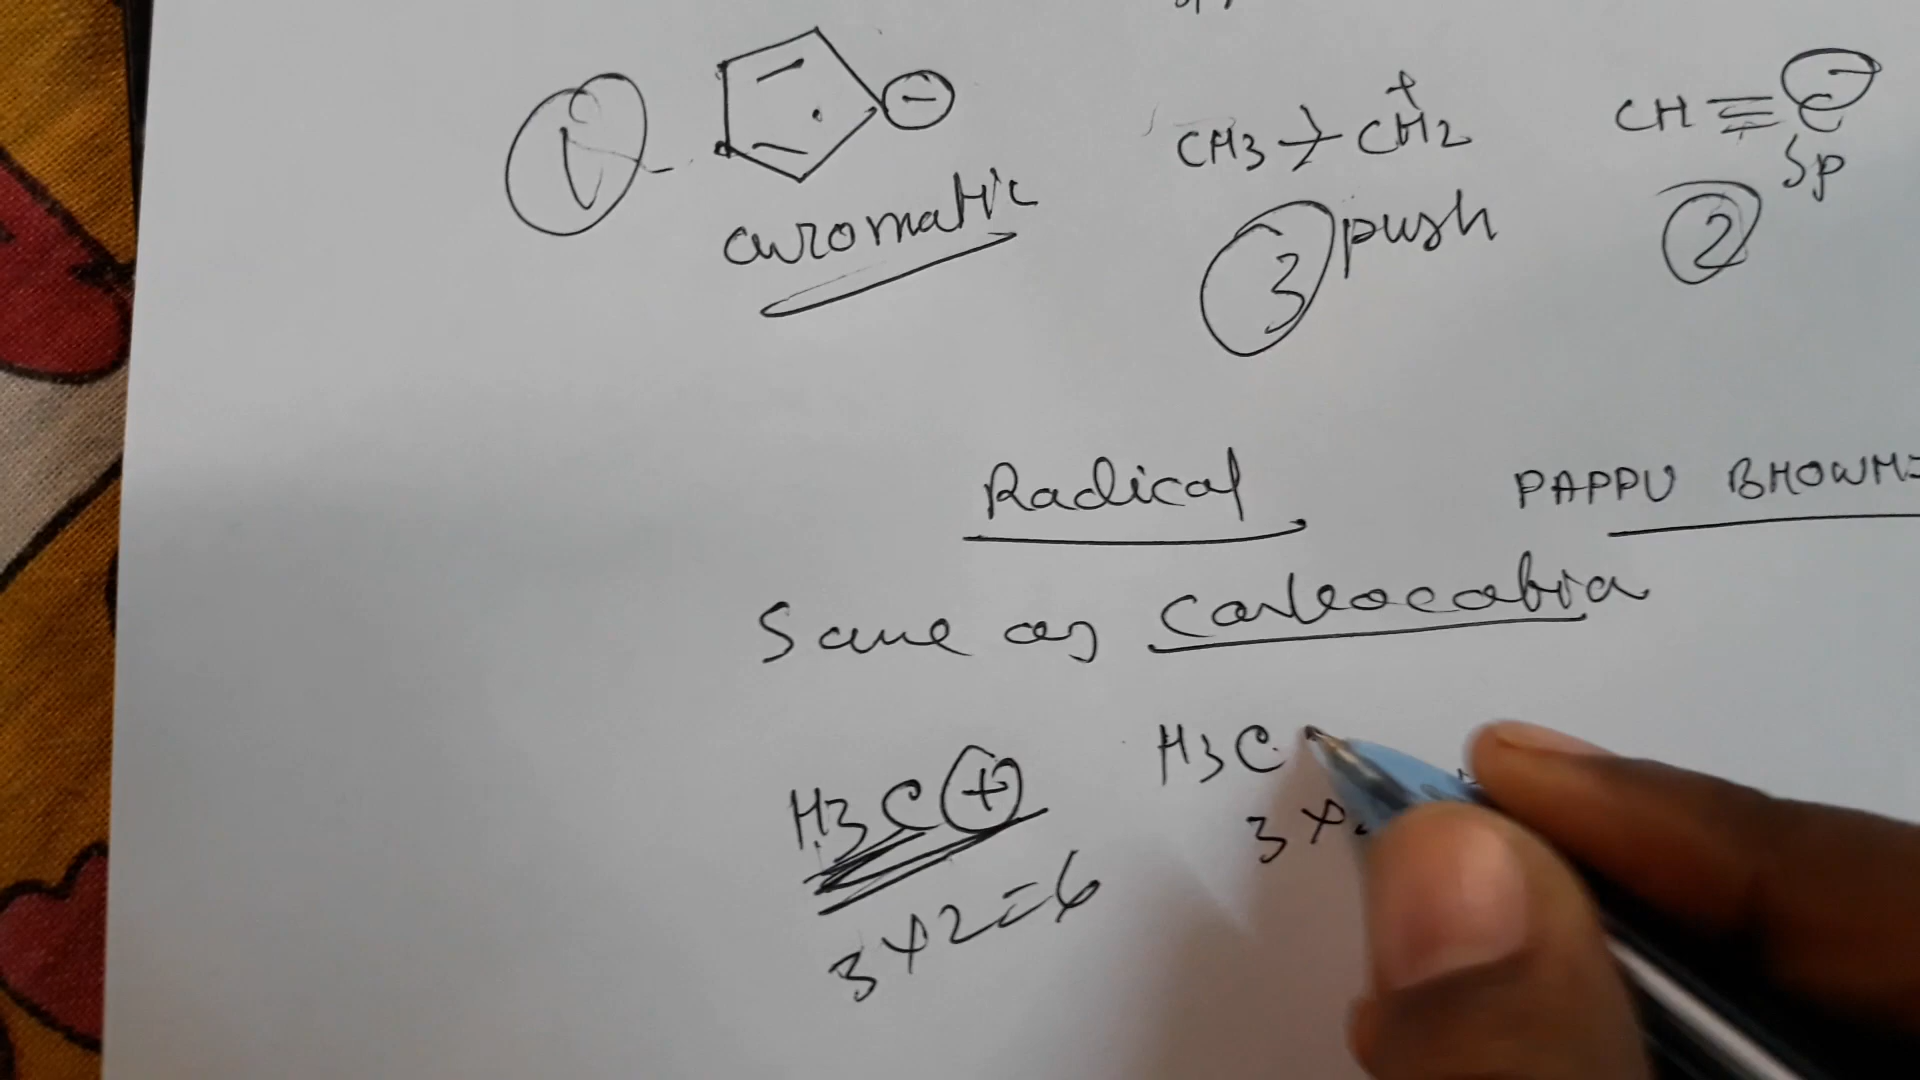 1
⊖
aromatic
CH3 → CH2 +
3 push
CH ≡ C ⊖
sp
2
Radical
PAPPU BHOWMI
Same as Carbocation
H3C ⊕
3 × 2 = 6
H3C
3 ×